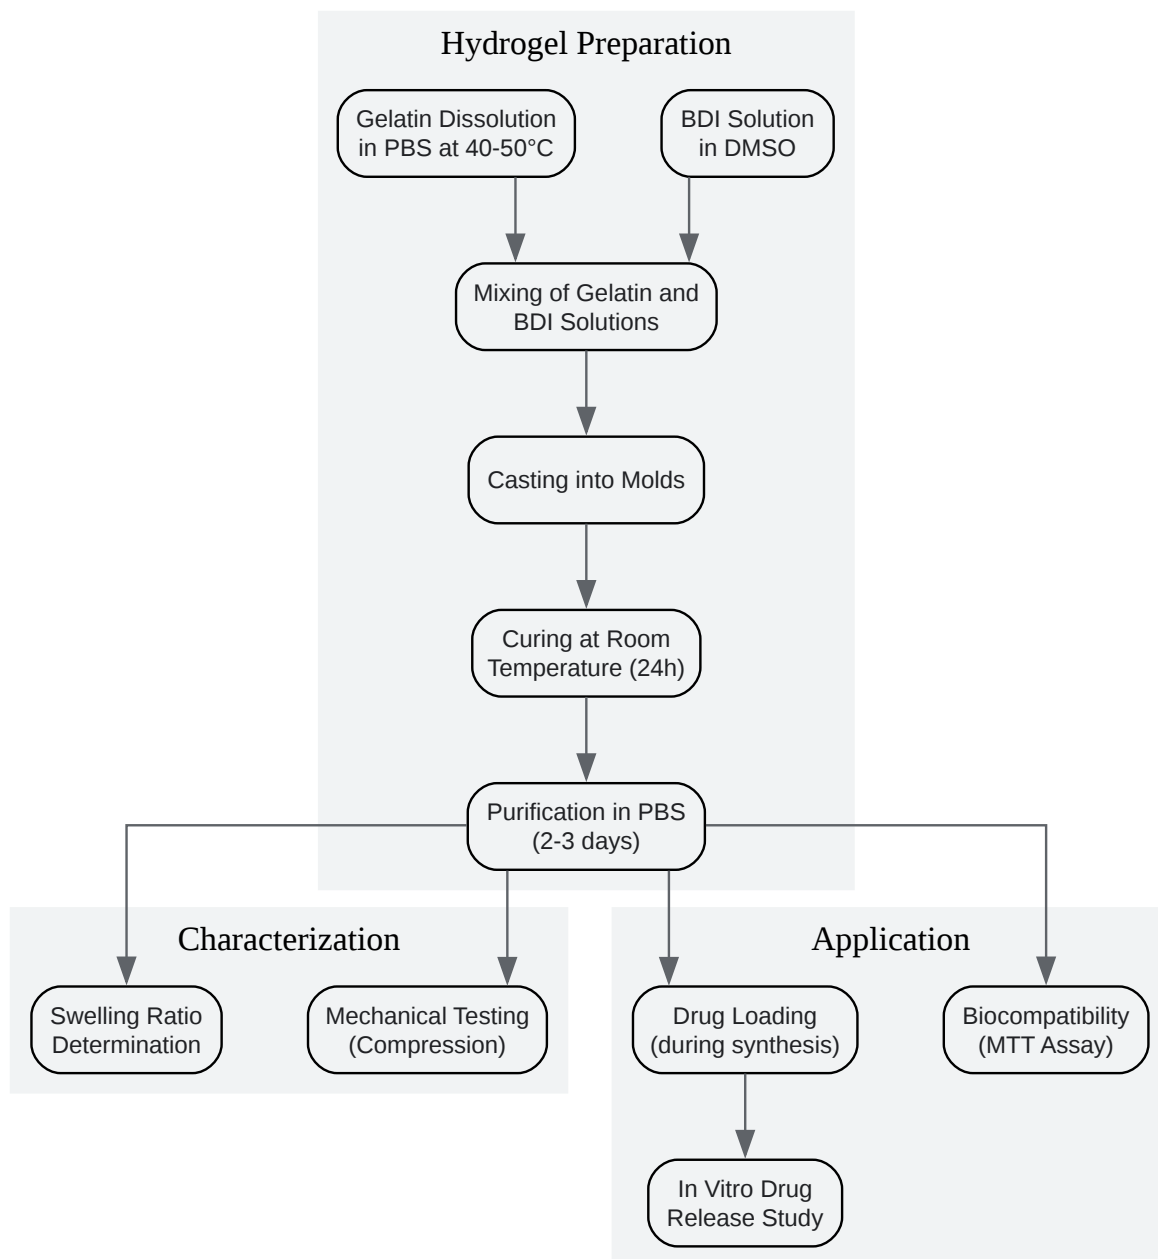 Hydrogel Preparation
Gelatin Dissolution
in PBS at 40-50°C
BDI Solution
in DMSO
Mixing of Gelatin and
BDI Solutions
Casting into Molds
Curing at Room
Temperature (24h)
Purification in PBS
(2-3 days)
Characterization
Swelling Ratio
Determination
Mechanical Testing
(Compression)
Application
Drug Loading
(during synthesis)
Biocompatibility
(MTT Assay)
In Vitro Drug
Release Study